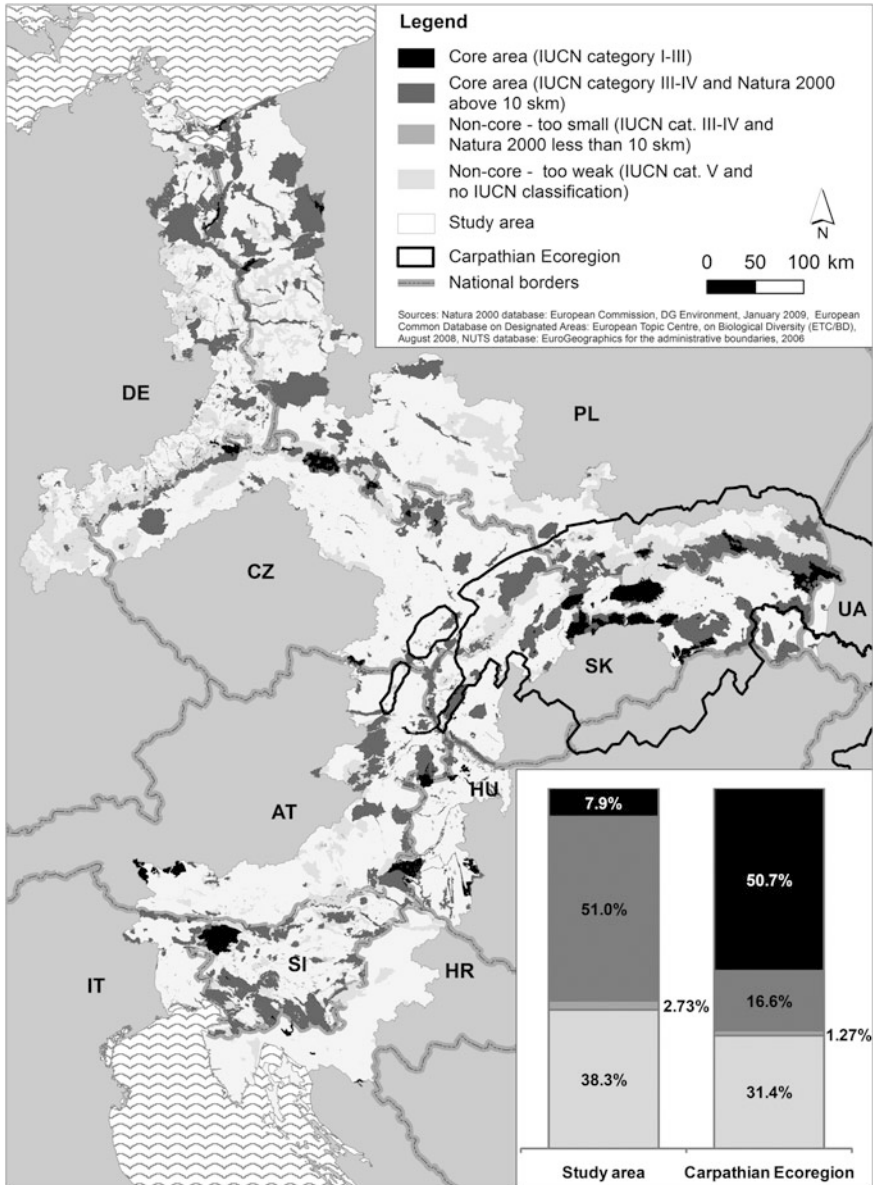 Legend
Core area (IUCN category I-III)
Core area (IUCN category III-IV and Natura 2000
above 10 skm)
Non-core - too small (IUCN cat. III-IV and
Natura 2000 less than 10 skm)
Non-core -  too weak (IUCN cat. V and
no IUCN classification)
Study area
Carpathian Ecoregion
National borders
N
0 50 100 km
Sources: Natura 2000 database: European Commission, DG Environment, January 2009, European
Common Database on Designated Areas: European Topic Centre, on Biological Diversity (ETC/BD),
August 2008, NUTS database: EuroGeographics for the administrative boundaries, 2006
DE
PL
CZ
UA
SK
AT
HU
SI
IT
HR
7.9%
51.0%
2.73%
38.3%
50.7%
16.6%
1.27%
31.4%
Study area
Carpathian Ecoregion